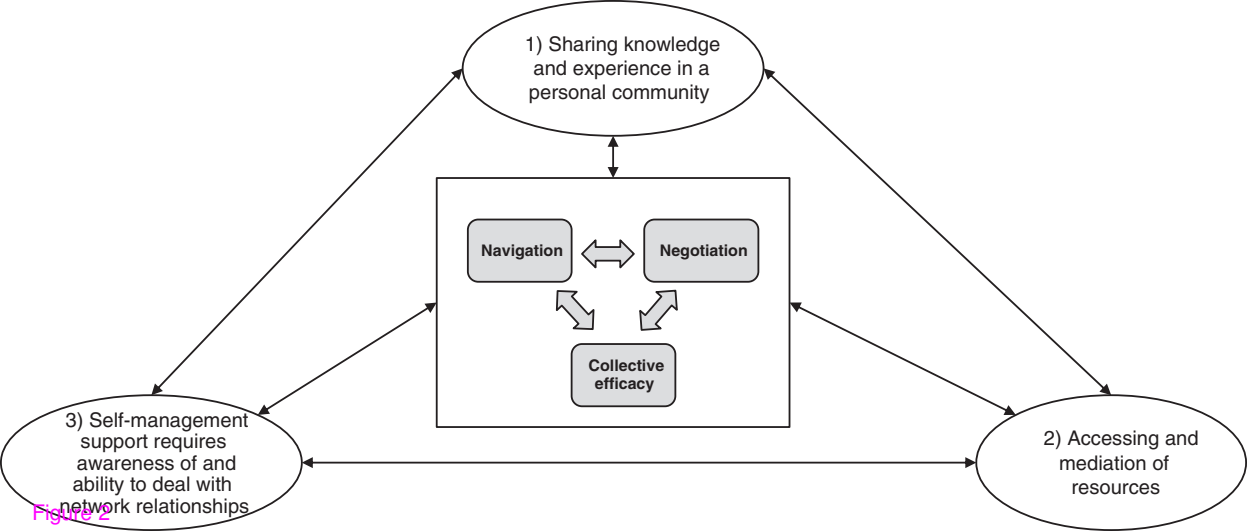 1) Sharing knowledge
and experience in a
personal community
Navigation
Negotiation
Collective
efficacy
3) Self-management
support requires
awareness of and
ability to deal with
network relationships
2) Accessing and
mediation of
resources
Figure 2